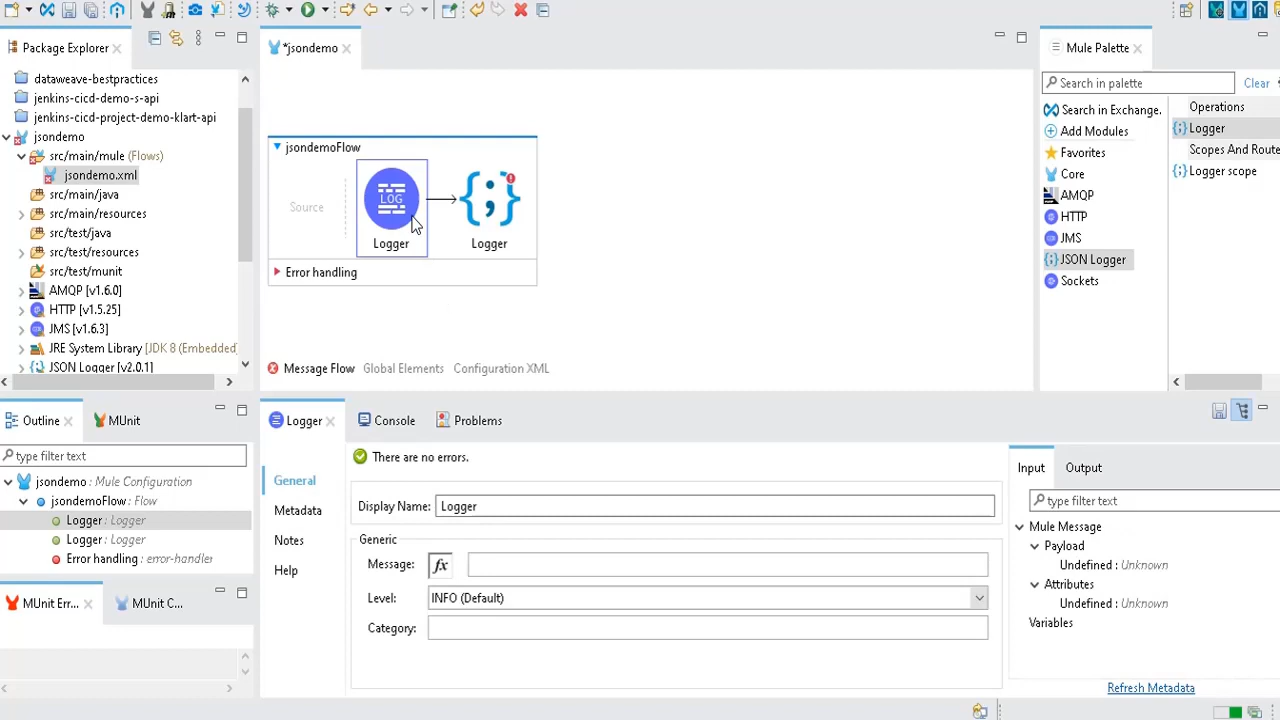 Package Explorer
dataweave-bestpractices
jenkins-cicd-demo-s-api
jenkins-cicd-project-demo-klart-api
jsondemo
src/main/mule (Flows)
jsondemo.xml
src/main/java
src/main/resources
src/test/java
src/test/resources
src/test/munit
AMQP [v1.6.0]
HTTP [v1.5.25]
JMS [v1.6.3]
JRE System Library [JDK 8 (Embedded)
JSON Logger [v2.0.1]
*jsondemo
jsondemoFlow
Source
LOG
Logger
Logger
Error handling
Message Flow Global Elements Configuration XML
Mule Palette
Search in palette
Clear
Search in Exchange.
Add Modules
Favorites
Core
AMQP
HTTP
JMS
JSON Logger
Sockets
Operations
Logger
Scopes And Route
Logger scope
Outline MUnit
type filter text
jsondemo : Mule Configuration
jsondemoFlow : Flow
Logger : Logger
Logger : Logger
Error handling : error-handler
MUnit Err... MUnit C...
Logger Console Problems
There are no errors.
General
Metadata
Notes
Help
Display Name: Logger
Generic
Message: fx
Level: INFO (Default)
Category:
Input Output
type filter text
Mule Message
Payload
Undefined : Unknown
Attributes
Undefined : Unknown
Variables
Refresh Metadata